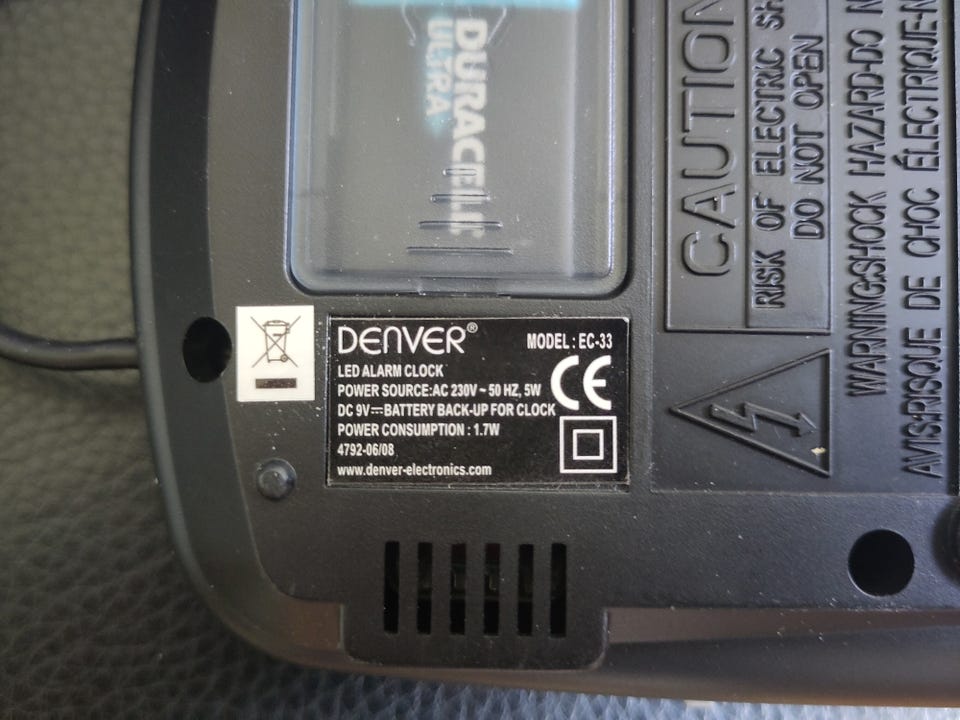 DURACELL
ULTRA
DENVER®
MODEL : EC-33
LED ALARM CLOCK
POWER SOURCE:AC 230V ~ 50 HZ, 5W
DC 9V⎓BATTERY BACK-UP FOR CLOCK
POWER CONSUMPTION : 1.7W
4792-06/08
www.denver-electronics.com
CE
CAUTION
RISK OF ELECTRIC SH
DO NOT OPEN
WARNING:SHOCK HAZARD-DO N
AVIS:RISQUE DE CHOC ÉLECTRIQUE-N